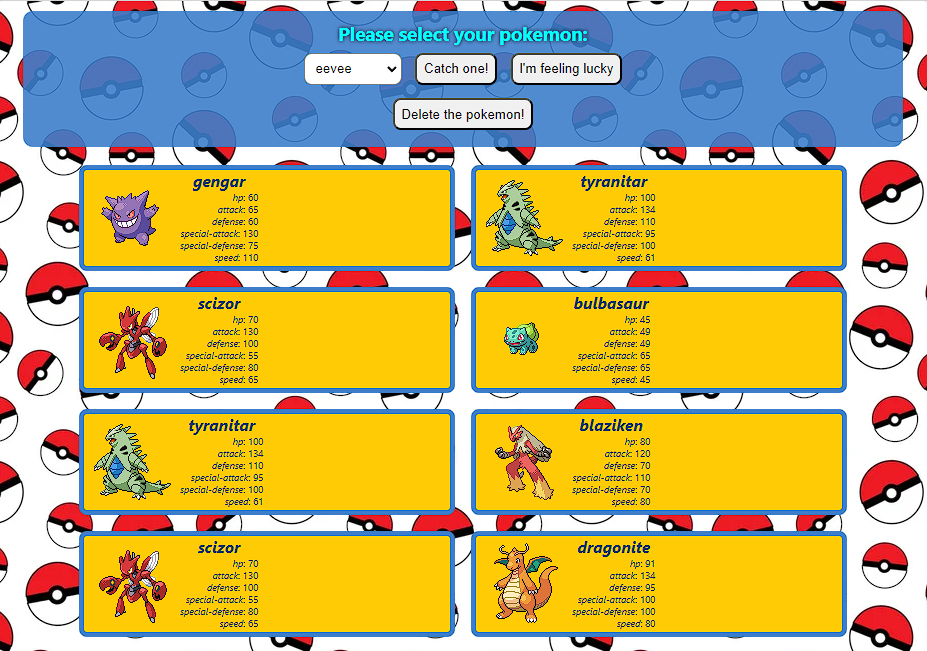 Please select your pokemon:
eevee Catch one! I'm feeling lucky
Delete the pokemon!
gengar
hp: 60
attack: 65
defense: 60
special-attack: 130
special-defense: 75
speed: 110
tyranitar
hp: 100
attack: 134
defense: 110
special-attack: 95
special-defense: 100
speed: 61
scizor
hp: 70
attack: 130
defense: 100
special-attack: 55
special-defense: 80
speed: 65
bulbasaur
hp: 45
attack: 49
defense: 49
special-attack: 65
special-defense: 65
speed: 45
tyranitar
hp: 100
attack: 134
defense: 110
special-attack: 95
special-defense: 100
speed: 61
blaziken
hp: 80
attack: 120
defense: 70
special-attack: 110
special-defense: 70
speed: 80
scizor
hp: 70
attack: 130
defense: 100
special-attack: 55
special-defense: 80
speed: 65
dragonite
hp: 91
attack: 134
defense: 95
special-attack: 100
special-defense: 100
speed: 80